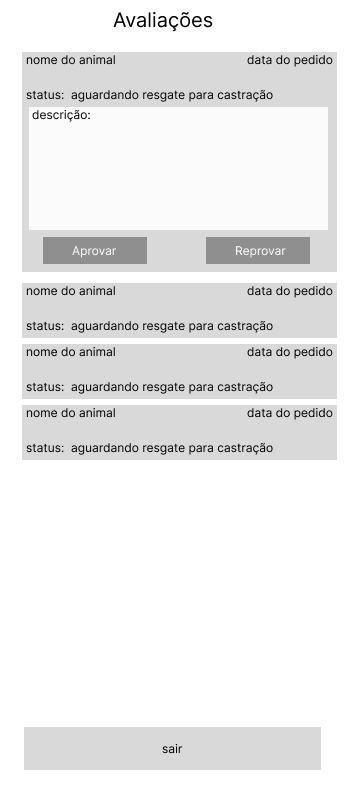 Avaliações
nome do animal data do pedido
status: aguardando resgate para castração
descrição:
Aprovar Reprovar
nome do animal data do pedido
status: aguardando resgate para castração
nome do animal data do pedido
status: aguardando resgate para castração
nome do animal data do pedido
status: aguardando resgate para castração
sair